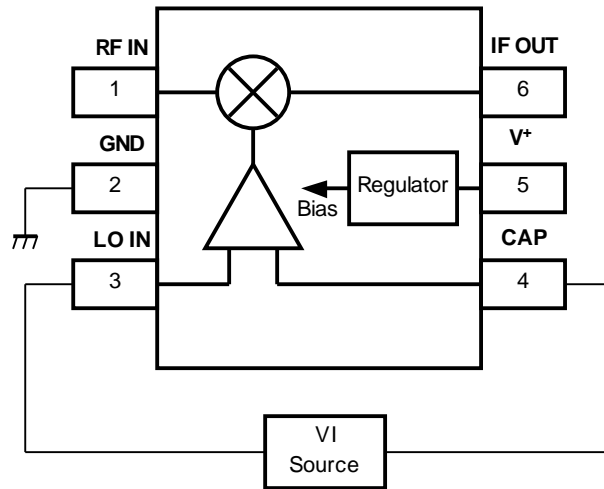 RF IN
IF OUT
1
6
GND
V+
2
Regulator
5
Bias
LO IN
CAP
3
4
VI
Source